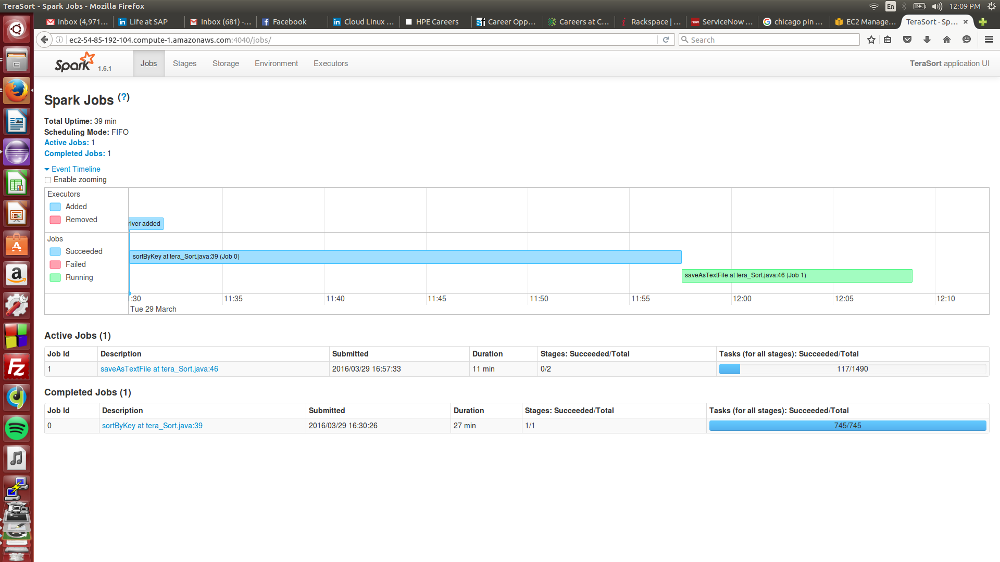 TeraSort - Spark Jobs - Mozilla Firefox
En
12:09 PM
Inbox (4,971...
Life at SAP
Inbox (681) -...
Facebook
Cloud Linux ...
HPE Careers
Career Opp...
Careers at C...
Rackspace | ...
ServiceNow ...
chicago pin ...
EC2 Manage...
TeraSort - Sp...
ec2-54-85-192-104.compute-1.amazonaws.com:4040/jobs/
Search
Spark 1.6.1
Jobs
Stages
Storage
Environment
Executors
TeraSort application UI
Spark Jobs (?)
Total Uptime: 39 min
Scheduling Mode: FIFO
Active Jobs: 1
Completed Jobs: 1
Event Timeline
Enable zooming
Executors
Added
Removed
river added
Jobs
Succeeded
Failed
Running
sortByKey at tera_Sort.java:39 (Job 0)
saveAsTextFile at tera_Sort.java:46 (Job 1)
:30
11:35
11:40
11:45
11:50
11:55
12:00
12:05
12:10
Tue 29 March
Active Jobs (1)
Job Id Description Submitted Duration Stages: Succeeded/Total Tasks (for all stages): Succeeded/Total
1 saveAsTextFile at tera_Sort.java:46 2016/03/29 16:57:33 11 min 0/2 117/1490
Completed Jobs (1)
Job Id Description Submitted Duration Stages: Succeeded/Total Tasks (for all stages): Succeeded/Total
0 sortByKey at tera_Sort.java:39 2016/03/29 16:30:26 27 min 1/1 745/745